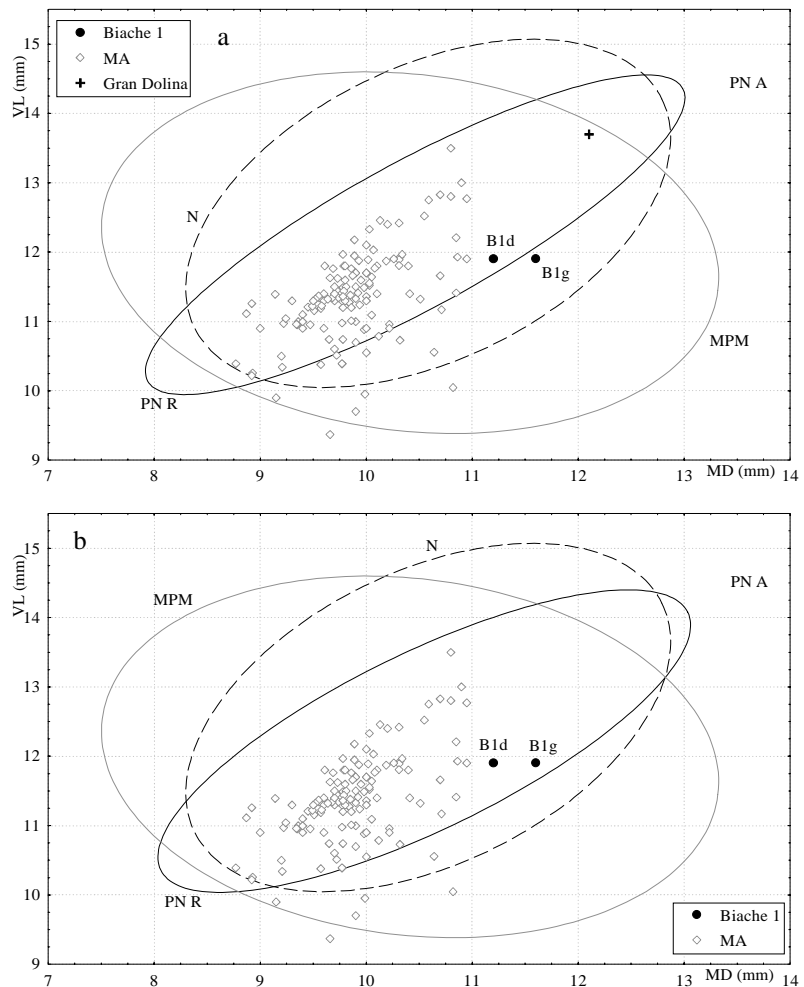 a
Biache 1
MA
Gran Dolina
VL (mm)
15
14
13
12
11
10
9
PN A
N
B1d
B1g
MPM
PN R
7
8
9
10
11
12
13
14
MD (mm)
b
VL (mm)
15
14
13
12
11
10
9
N
PN A
MPM
B1d
B1g
PN R
Biache 1
MA
7
8
9
10
11
12
13
14
MD (mm)